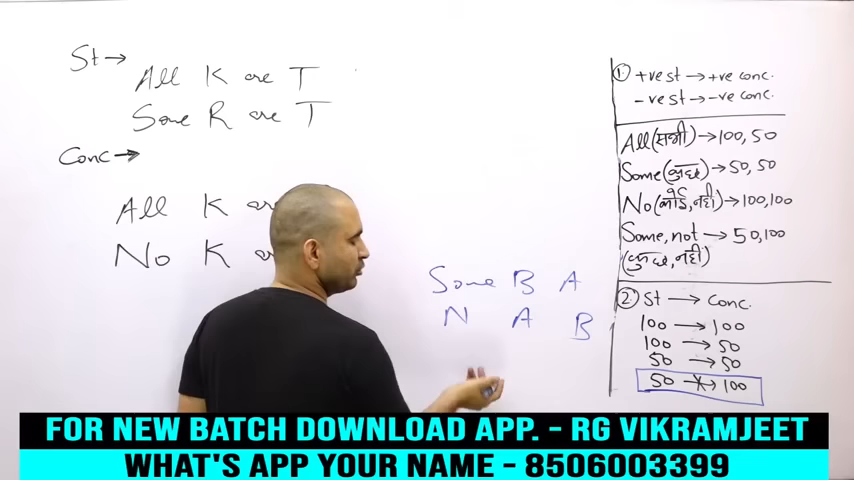 St →
All K are T
Some R are T
Conc →
All K a
No K a
Some B A
N A B
1. +ve st → +ve conc.
-ve st → -ve conc.
All (सभी) → 100, 50
Some (कुछ) → 50, 50
No (कोई, नहीं) → 100, 100
Some, not → 50, 100
(कुछ, नहीं)
2. St → Conc.
100 → 100
100 → 50
50 → 50
50 → 100
FOR NEW BATCH DOWNLOAD APP. - RG VIKRAMJEET
WHAT'S APP YOUR NAME - 8506003399